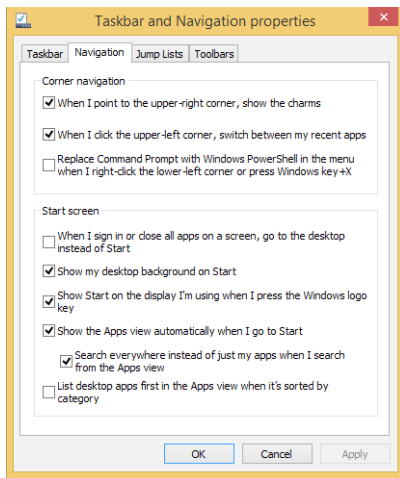 Taskbar and Navigation properties
Taskbar Navigation Jump Lists Toolbars
Corner navigation
When I point to the upper-right corner, show the charms
When I click the upper-left corner, switch between my recent apps
Replace Command Prompt with Windows PowerShell in the menu
when I right-click the lower-left corner or press Windows key+X
Start screen
When I sign in or close all apps on a screen, go to the desktop
instead of Start
Show my desktop background on Start
Show Start on the display I'm using when I press the Windows logo
key
Show the Apps view automatically when I go to Start
Search everywhere instead of just my apps when I search
from the Apps view
List desktop apps first in the Apps view when it's sorted by
category
OK Cancel Apply